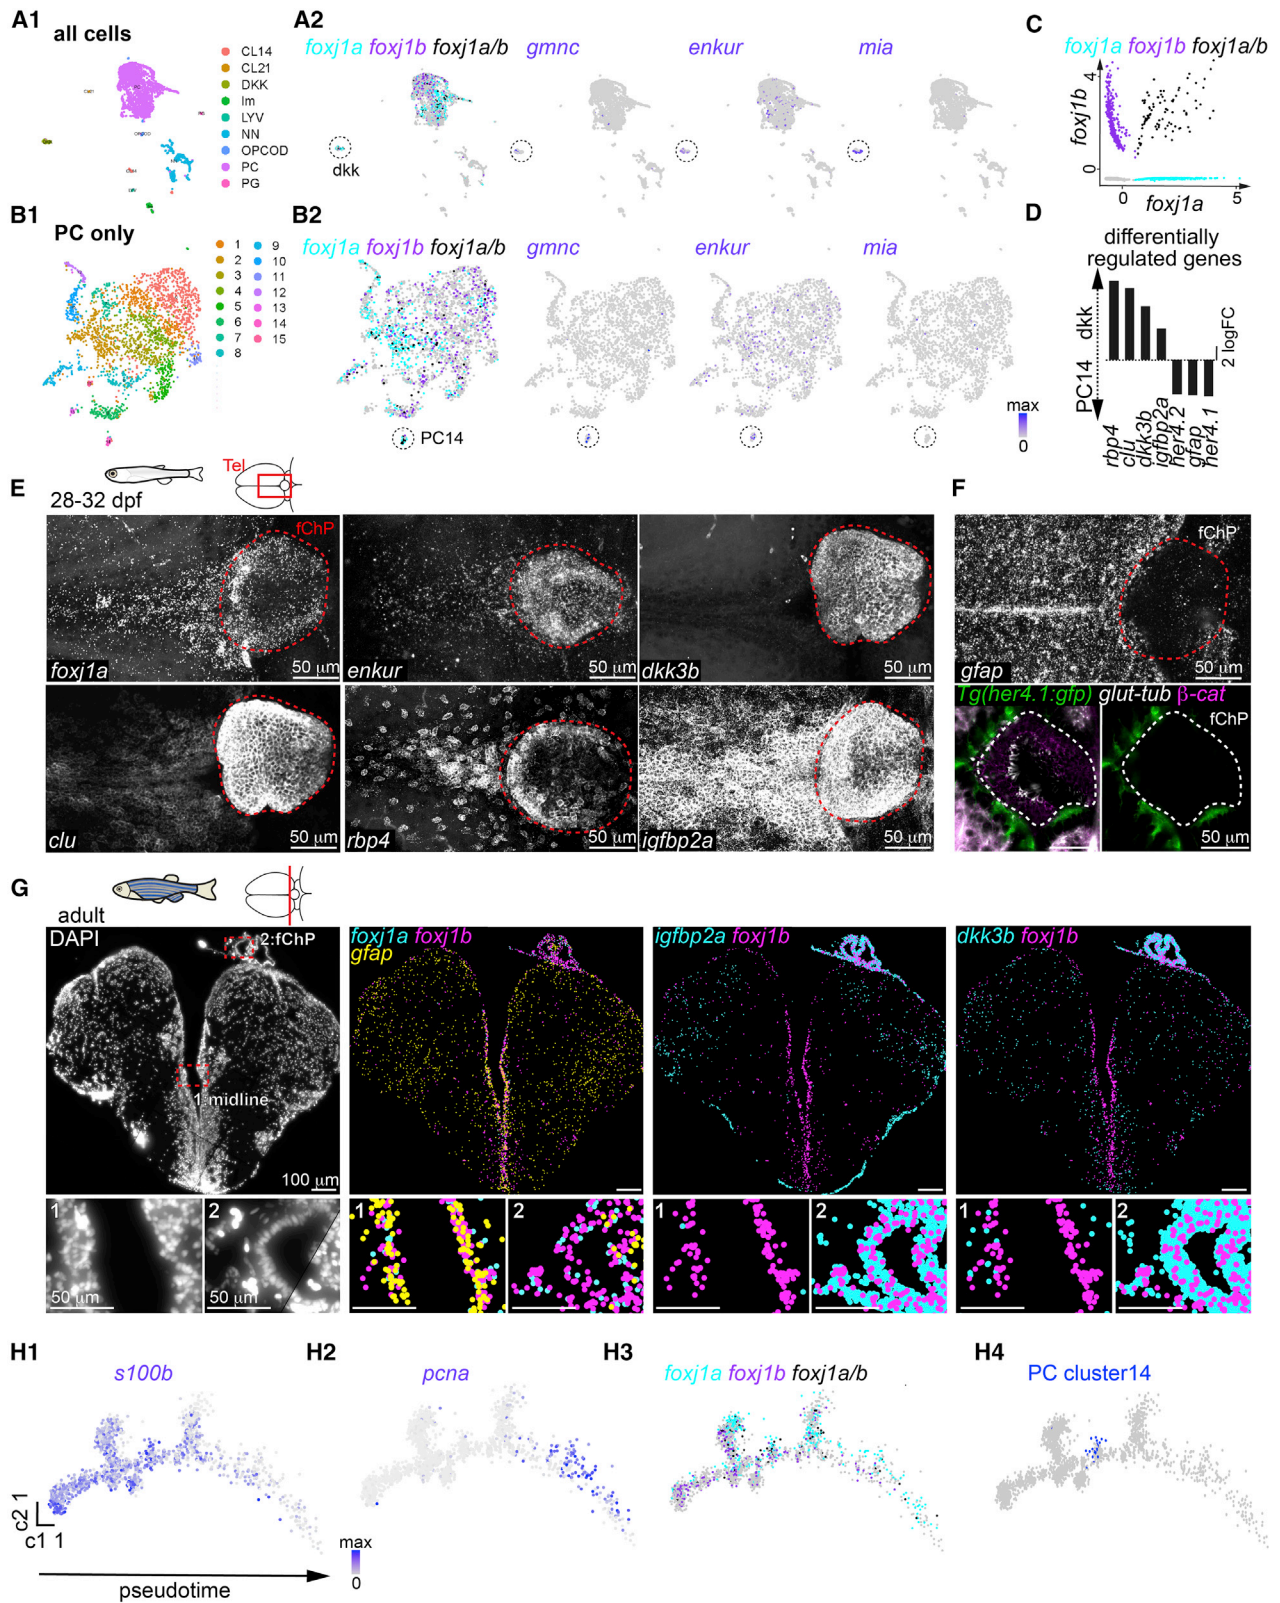 A1
all cells
CL14
CL21
DKK
Im
LYV
NN
OPCOD
PC
PG
OPCOD
A2
foxj1a foxj1b foxj1a/b
gmnc
enkur
mia
dkk
C
foxj1a foxj1b foxj1a/b
foxj1b
4
0
0
5
foxj1a
B1
PC only
1
2
3
4
5
6
7
8
9
10
11
12
13
14
15
B2
foxj1a foxj1b foxj1a/b
gmnc
enkur
mia
PC14
max
0
D
differentially
regulated genes
dkk
PC14
2 logFC
rbp4
clu
dkk3b
igfbp2a
her4.2
gfap
her4.1
E
28-32 dpf
Tel
fChP
foxj1a
50 µm
enkur
50 µm
dkk3b
50 µm
clu
50 µm
rbp4
50 µm
igfbp2a
50 µm
F
fChP
gfap
50 µm
Tg(her4.1:gfp) glut-tub β-cat
fChP
50 µm
G
adult
DAPI
2:fChP
1:midline
100 µm
foxj1a foxj1b
gfap
igfbp2a foxj1b
dkk3b foxj1b
1
50 µm
2
50 µm
1
2
1
2
1
2
H1
s100b
c2 1
c1 1
pseudotime
H2
pcna
max
0
H3
foxj1a foxj1b foxj1a/b
H4
PC cluster14